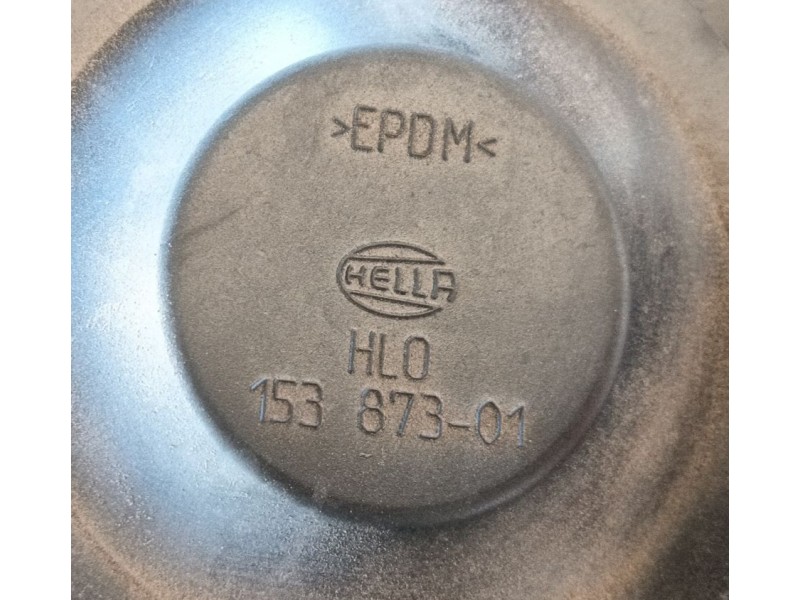 >EPDM<
HELLA
HLO
153 873-01